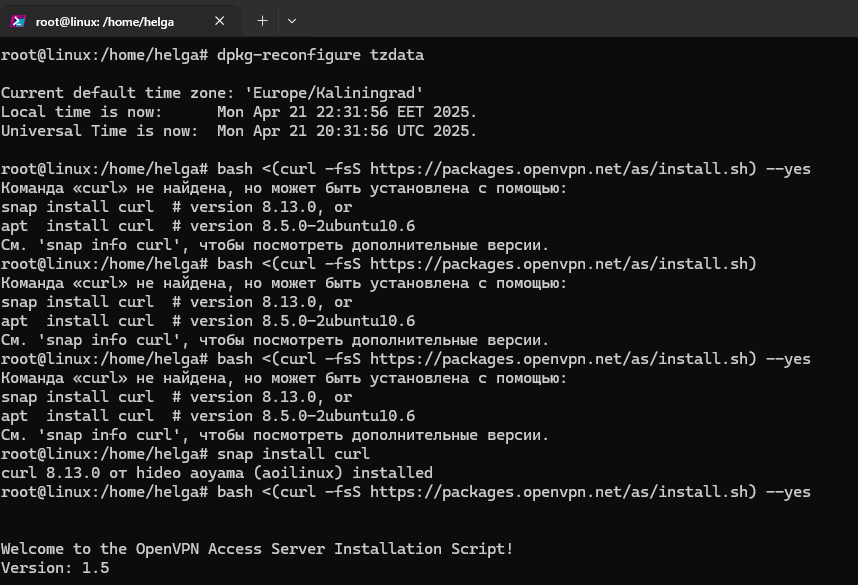 root@linux: /home/helga
root@linux:/home/helga# dpkg-reconfigure tzdata
Current default time zone: 'Europe/Kaliningrad'
Local time is now:      Mon Apr 21 22:31:56 EET 2025.
Universal Time is now:  Mon Apr 21 20:31:56 UTC 2025.
root@linux:/home/helga# bash <(curl -fsS https://packages.openvpn.net/as/install.sh) --yes
Команда «curl» не найдена, но может быть установлена с помощью:
snap install curl  # version 8.13.0, or
apt  install curl  # version 8.5.0-2ubuntu10.6
См. 'snap info curl', чтобы посмотреть дополнительные версии.
root@linux:/home/helga# bash <(curl -fsS https://packages.openvpn.net/as/install.sh)
Команда «curl» не найдена, но может быть установлена с помощью:
snap install curl  # version 8.13.0, or
apt  install curl  # version 8.5.0-2ubuntu10.6
См. 'snap info curl', чтобы посмотреть дополнительные версии.
root@linux:/home/helga# bash <(curl -fsS https://packages.openvpn.net/as/install.sh) --yes
Команда «curl» не найдена, но может быть установлена с помощью:
snap install curl  # version 8.13.0, or
apt  install curl  # version 8.5.0-2ubuntu10.6
См. 'snap info curl', чтобы посмотреть дополнительные версии.
root@linux:/home/helga# snap install curl
curl 8.13.0 от hideo aoyama (aoilinux) installed
root@linux:/home/helga# bash <(curl -fsS https://packages.openvpn.net/as/install.sh) --yes
Welcome to the OpenVPN Access Server Installation Script!
Version: 1.5